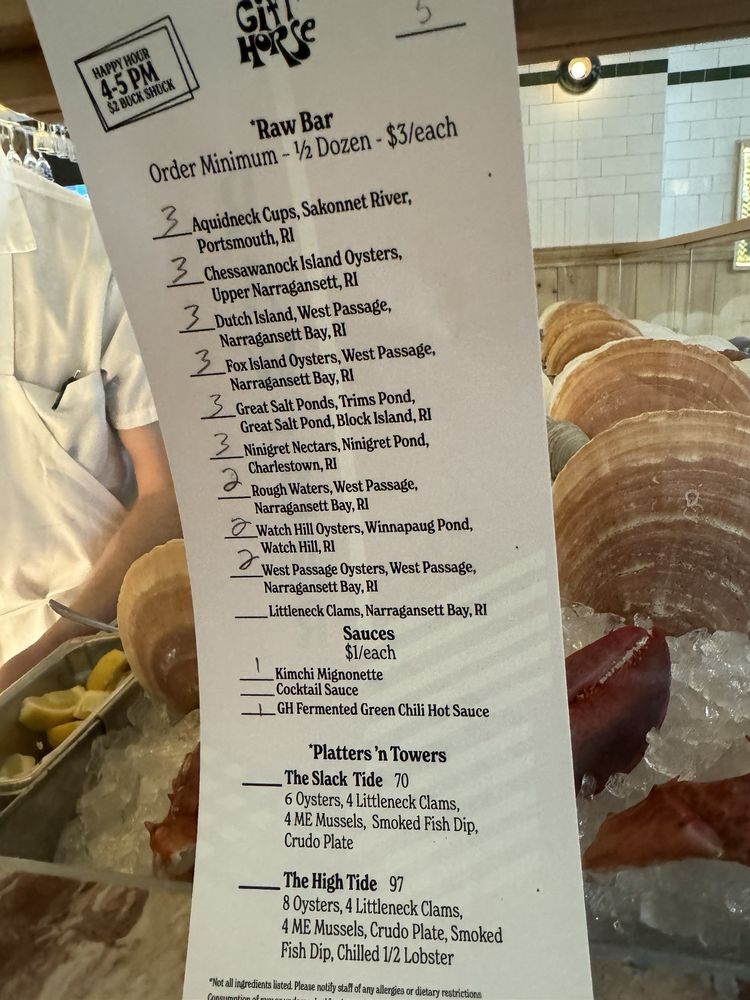 Gift
Horse
5
HAPPY HOUR
4-5 PM
$2 BUCK SHUCK
*Raw Bar
Order Minimum - 1/2 Dozen - $3/each
3 Aquidneck Cups, Sakonnet River,
Portsmouth, RI
3 Chessawanock Island Oysters,
Upper Narragansett, RI
3 Dutch Island, West Passage,
Narragansett Bay, RI
3 Fox Island Oysters, West Passage,
Narragansett Bay, RI
3 Great Salt Ponds, Trims Pond,
Great Salt Pond, Block Island, RI
3 Ninigret Nectars, Ninigret Pond,
Charlestown, RI
2 Rough Waters, West Passage,
Narragansett Bay, RI
2 Watch Hill Oysters, Winnapaug Pond,
Watch Hill, RI
2 West Passage Oysters, West Passage,
Narragansett Bay, RI
Littleneck Clams, Narragansett Bay, RI
Sauces
$1/each
1 Kimchi Mignonette
Cocktail Sauce
1 GH Fermented Green Chili Hot Sauce
*Platters 'n Towers
The Slack Tide 70
6 Oysters, 4 Littleneck Clams,
4 ME Mussels, Smoked Fish Dip,
Crudo Plate
The High Tide 97
8 Oysters, 4 Littleneck Clams,
4 ME Mussels, Crudo Plate, Smoked
Fish Dip, Chilled 1/2 Lobster
*Not all ingredients listed. Please notify staff of any allergies or dietary restrictions